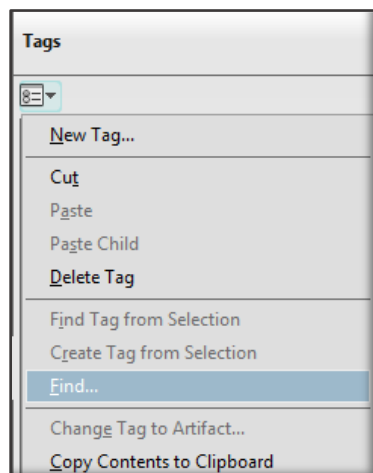 Tags
New Tag...
Cut
Paste
Paste Child
Delete Tag
Find Tag from Selection
Create Tag from Selection
Find...
Change Tag to Artifact...
Copy Contents to Clipboard